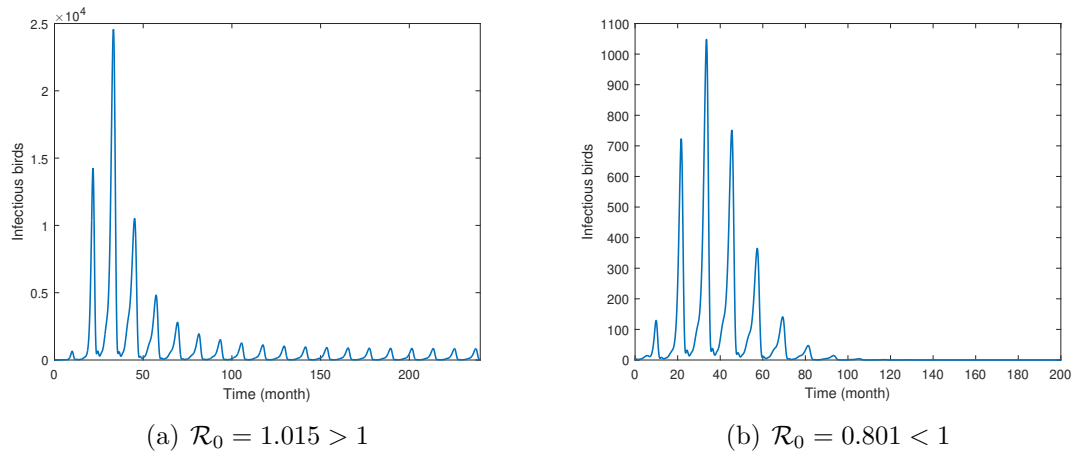 ×10⁴
2.5
2
1.5
1
0.5
0
Infectious birds
0 50 100 150 200
Time (month)
(a) ℛ₀ = 1.015 > 1
1100
1000
900
800
700
600
500
400
300
200
100
0
Infectious birds
0 20 40 60 80 100 120 140 160 180 200
Time (month)
(b) ℛ₀ = 0.801 < 1